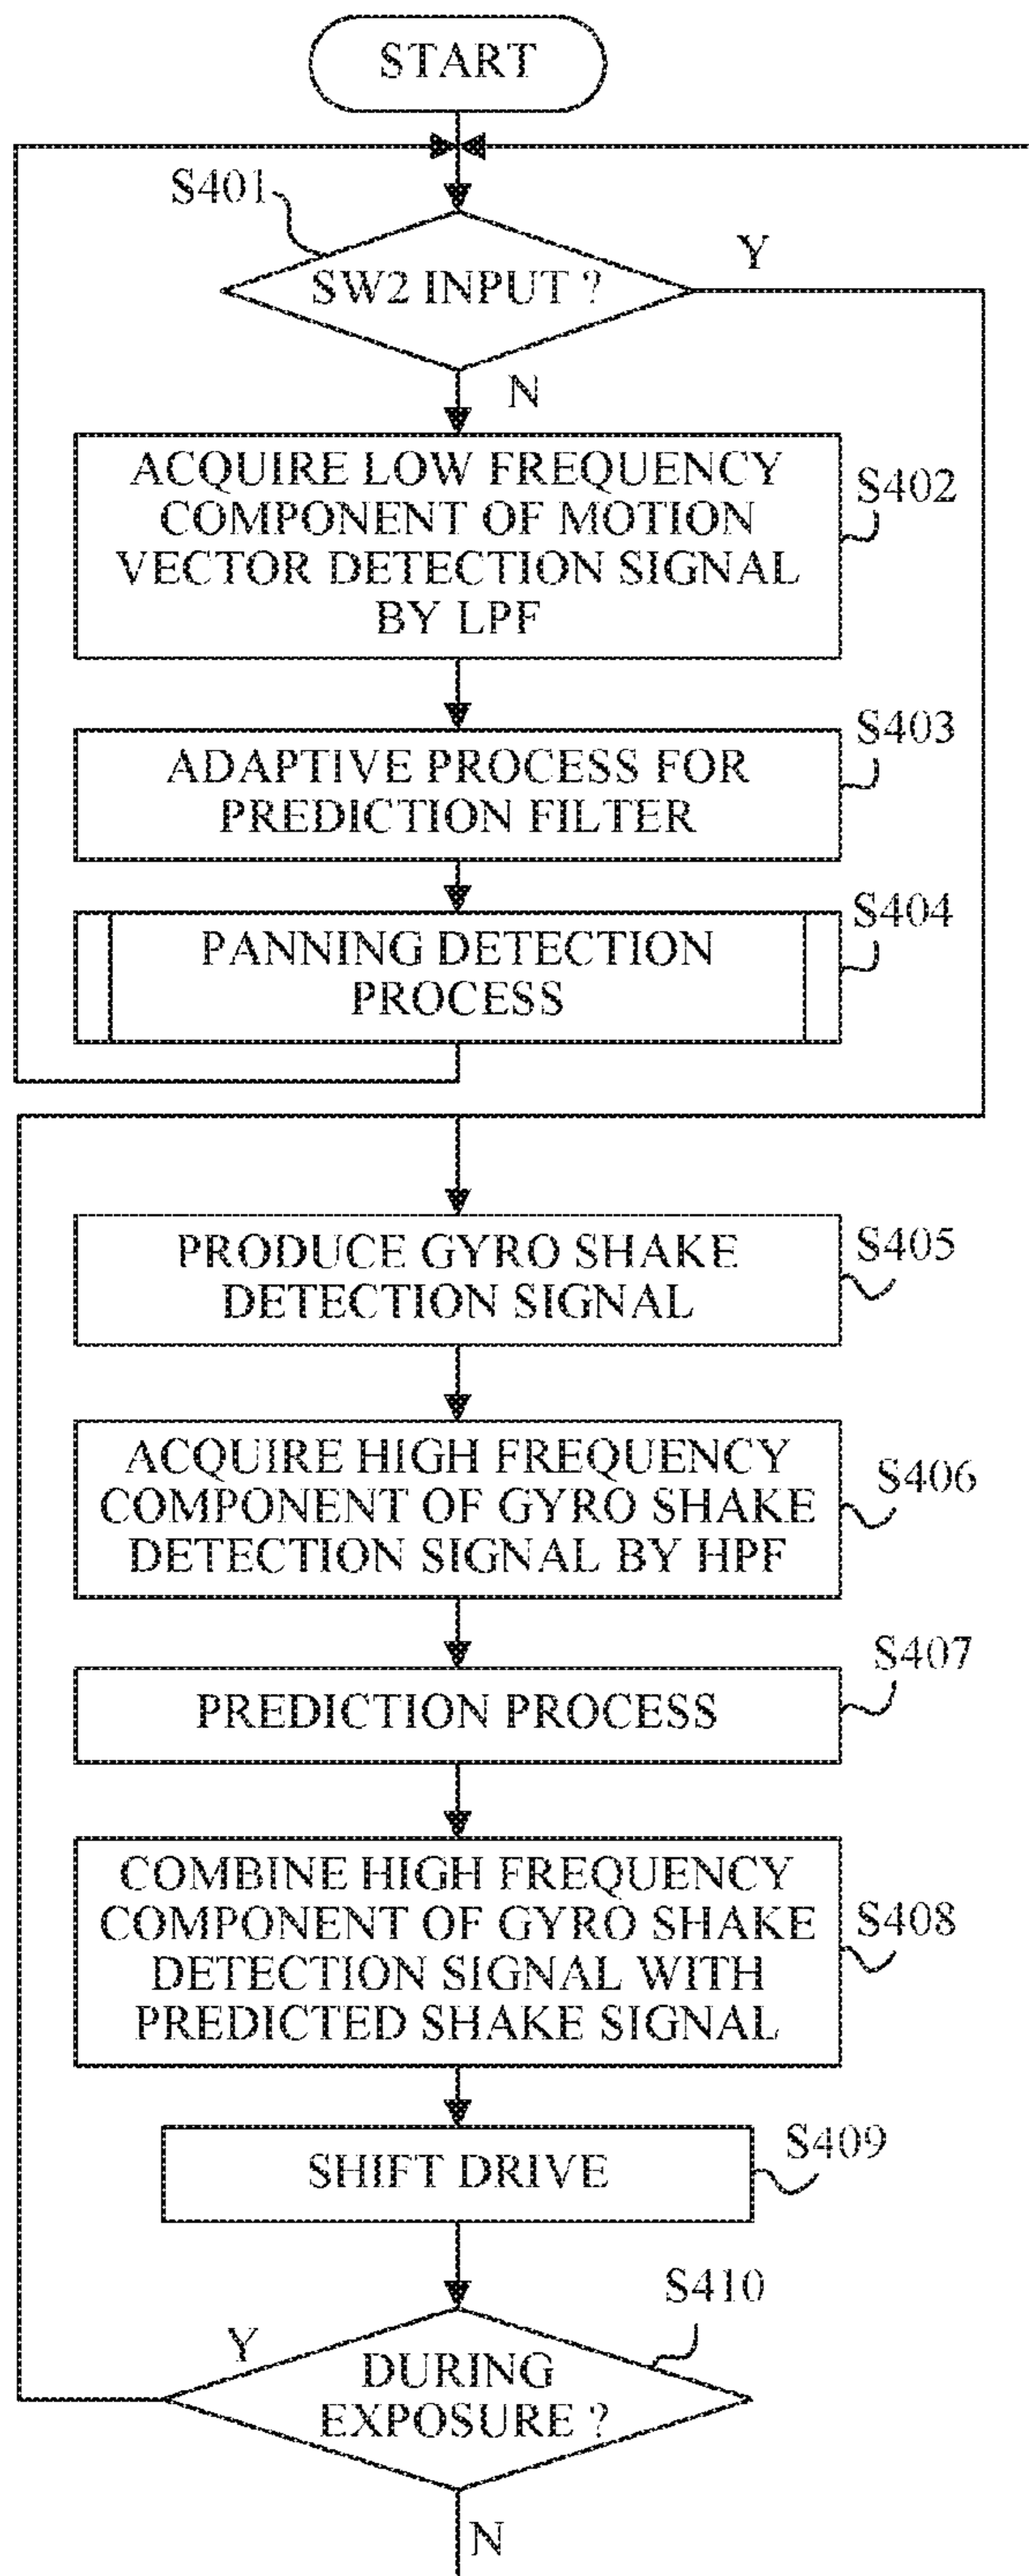 START
S401
SW2 INPUT ?
Y
N
ACQUIRE LOW FREQUENCY
COMPONENT OF MOTION
VECTOR DETECTION SIGNAL
BY LPF
S402
ADAPTIVE PROCESS FOR
PREDICTION FILTER
S403
PANNING DETECTION
PROCESS
S404
PRODUCE GYRO SHAKE
DETECTION SIGNAL
S405
ACQUIRE HIGH FREQUENCY
COMPONENT OF GYRO SHAKE
DETECTION SIGNAL BY HPF
S406
PREDICTION PROCESS
S407
COMBINE HIGH FREQUENCY
COMPONENT OF GYRO SHAKE
DETECTION SIGNAL WITH
PREDICTED SHAKE SIGNAL
S408
SHIFT DRIVE
S409
S410
Y
DURING
EXPOSURE ?
N